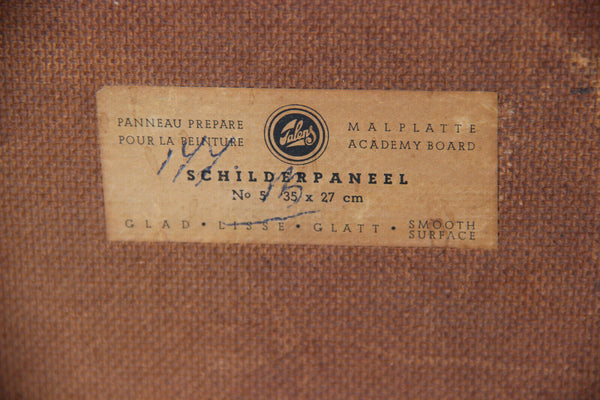 PANNEAU PREPARE
POUR LA PEINTURE
Talens
MALPLATTE
ACADEMY BOARD
SCHILDERPANEEL
No 5 35 x 27 cm
GLAD • LISSE • GLATT • SMOOTH SURFACE